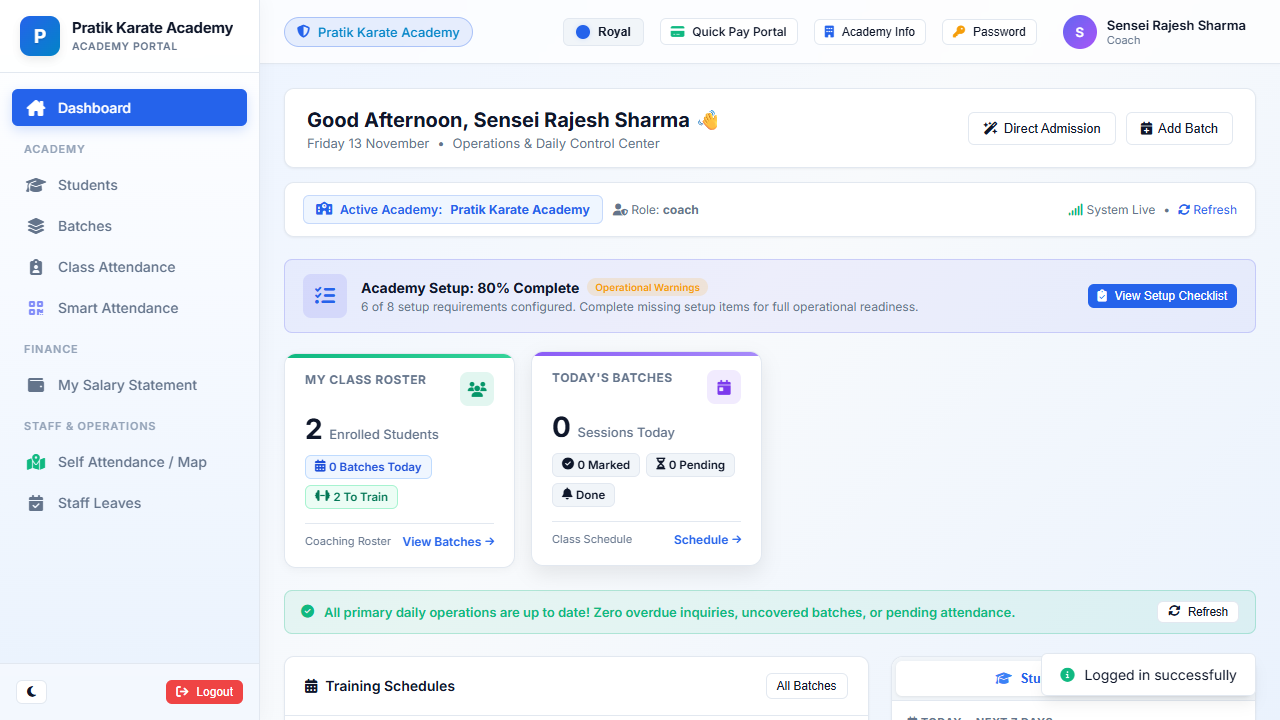 P
Pratik Karate Academy
ACADEMY PORTAL
Dashboard
ACADEMY
Students
Batches
Class Attendance
Smart Attendance
FINANCE
My Salary Statement
STAFF & OPERATIONS
Self Attendance / Map
Staff Leaves
Logout
Pratik Karate Academy
Royal
Quick Pay Portal
Academy Info
Password
S
Sensei Rajesh Sharma
Coach
Good Afternoon, Sensei Rajesh Sharma 👋
Friday 13 November • Operations & Daily Control Center
Direct Admission
Add Batch
Active Academy: Pratik Karate Academy
Role: coach
System Live • Refresh
Academy Setup: 80% Complete
Operational Warnings
6 of 8 setup requirements configured. Complete missing setup items for full operational readiness.
View Setup Checklist
MY CLASS ROSTER
2 Enrolled Students
0 Batches Today
2 To Train
Coaching Roster
View Batches →
TODAY'S BATCHES
0 Sessions Today
0 Marked
0 Pending
Done
Class Schedule
Schedule →
All primary daily operations are up to date! Zero overdue inquiries, uncovered batches, or pending attendance.
Refresh
Training Schedules
All Batches
Logged in successfully